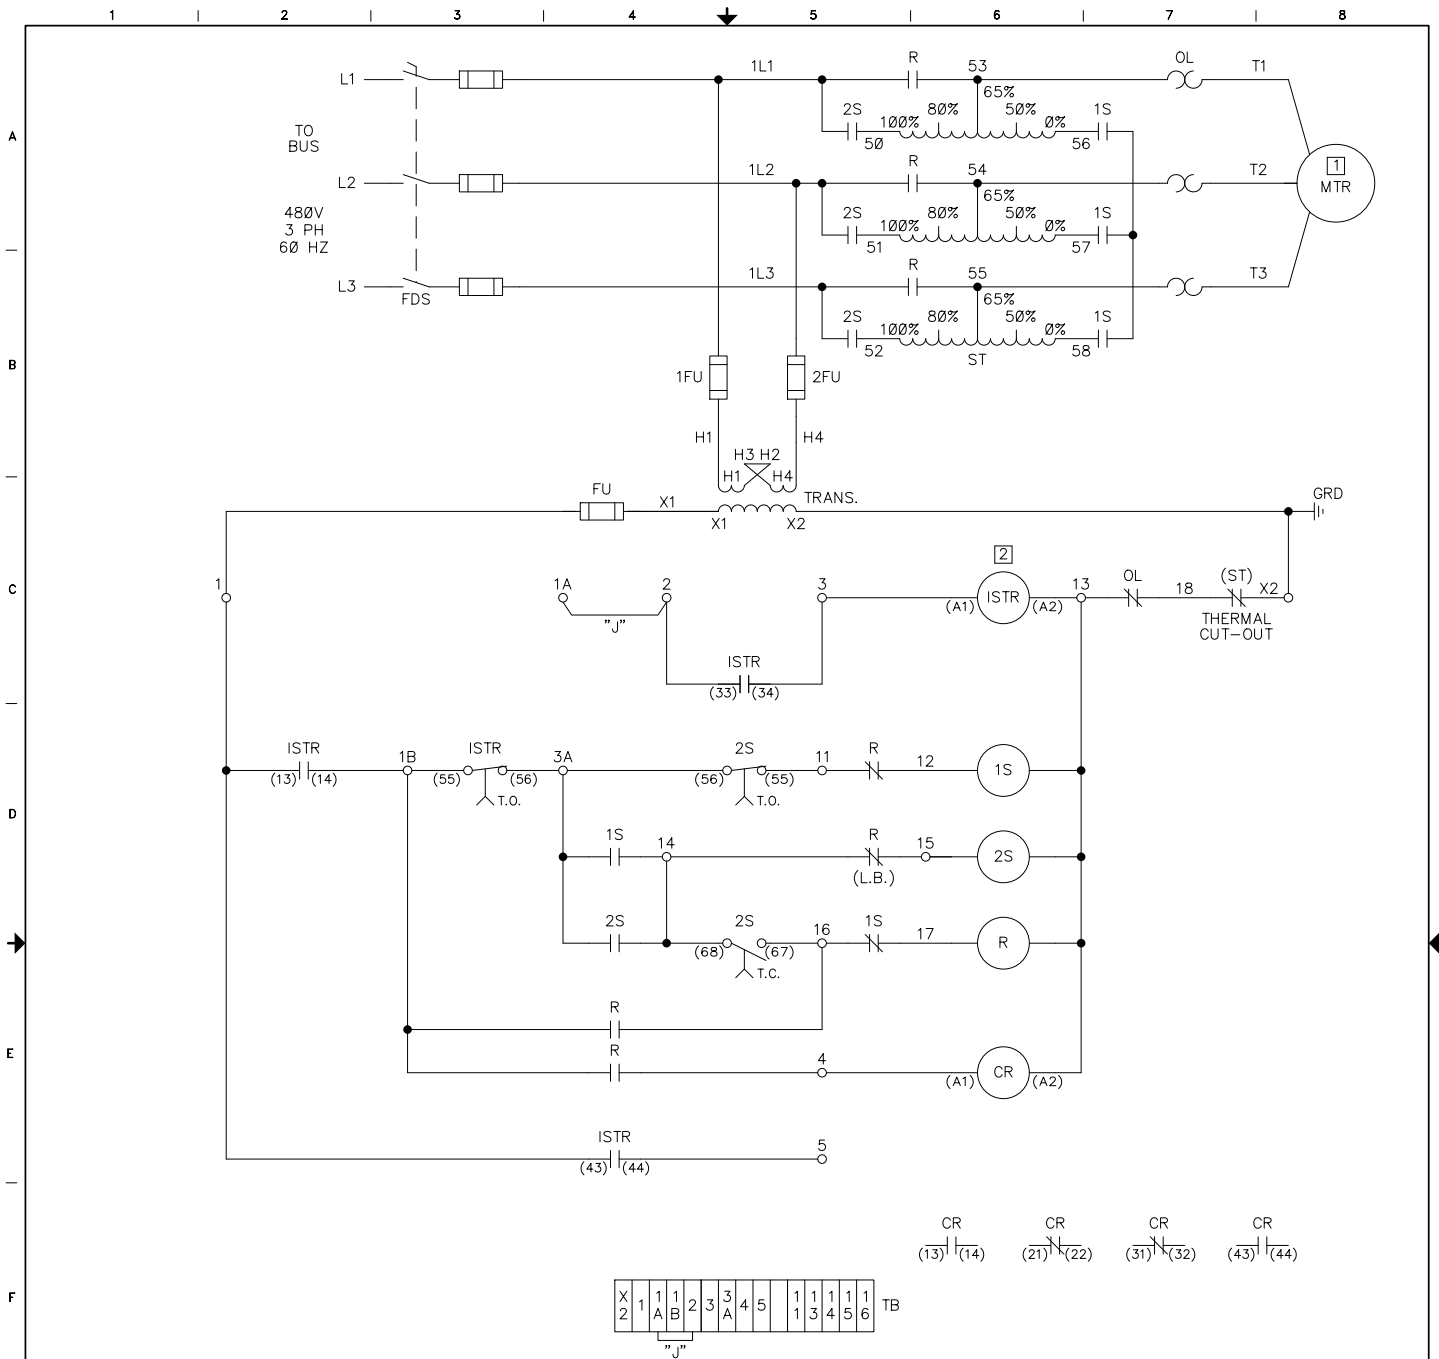 1 2 3 4 5 6 7 8
A
B
C
D
E
F
L1
1L1
R
53
65%
OL
T1
2S
100% 80% 50% 0%
1S
50
56
TO
BUS
L2
1L2
R
54
65%
T2
1
MTR
480V
3 PH
60 HZ
2S
100% 80% 50% 0%
1S
51
57
L3
FDS
1L3
R
55
65%
T3
2S
100% 80% 50% 0%
1S
52
58
ST
1FU
2FU
H1
H4
H3 H2
H1 H4
TRANS.
FU
X1
X1 X2
GRD
2
1
1A
2
"J"
3
(A1) ISTR (A2)
13
OL
18
(ST)
X2
THERMAL
CUT-OUT
ISTR
(33) (34)
ISTR
(13) (14)
1B
ISTR
(55) (56)
T.O.
3A
2S
(56) (55)
T.O.
11
R
12
1S
1S
14
R
(L.B.)
15
2S
2S
2S
(68) (67)
T.C.
16
1S
17
R
R
R
4
(A1) CR (A2)
ISTR
(43) (44)
5
CR
(13) (14)
CR
(21) (22)
CR
(31) (32)
CR
(43) (44)
X2 1 1A 1B 2 3 3A 4 5 11 13 14 15 16 TB
"J"